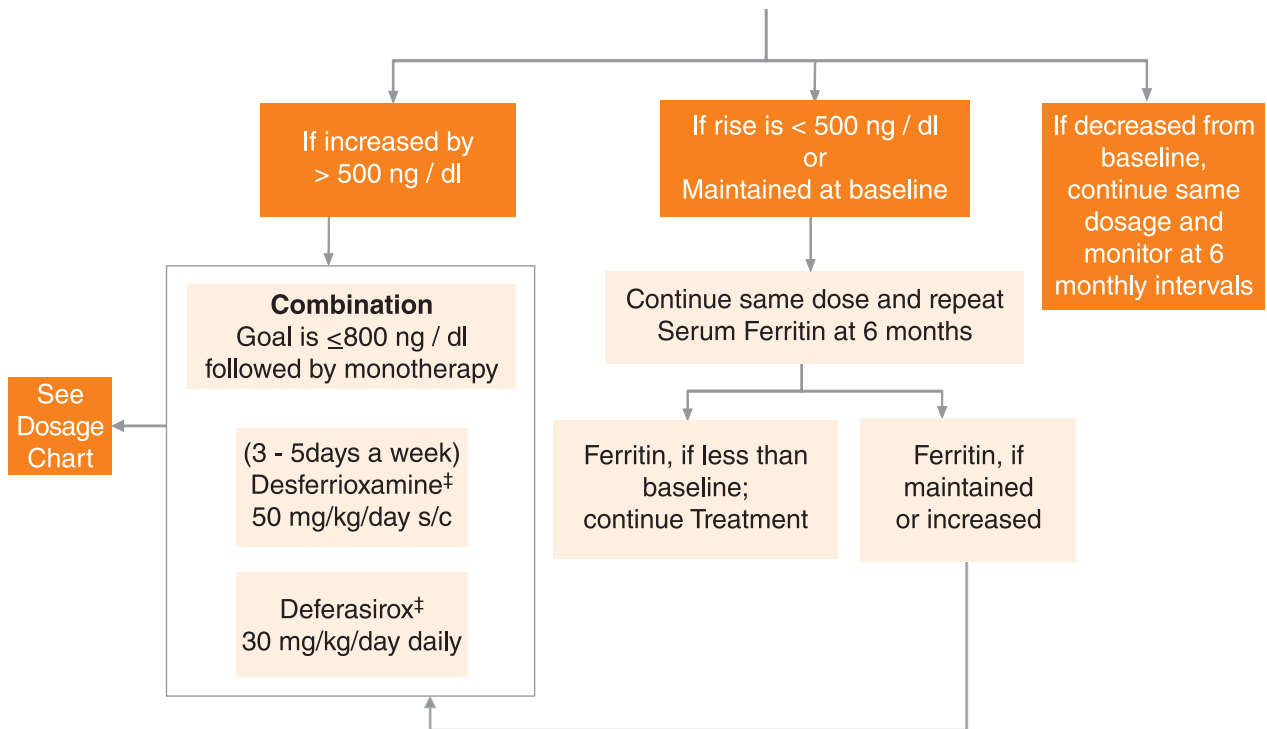 If increased by
> 500 ng / dl
If rise is < 500 ng / dl
or
Maintained at baseline
If decreased from
baseline,
continue same
dosage and
monitor at 6
monthly intervals
Combination
Goal is ≤800 ng / dl
followed by monotherapy
Continue same dose and repeat
Serum Ferritin at 6 months
See
Dosage
Chart
(3 - 5days a week)
Desferrioxamine‡
50 mg/kg/day s/c
Ferritin, if less than
baseline;
continue Treatment
Ferritin, if
maintained
or increased
Deferasirox‡
30 mg/kg/day daily